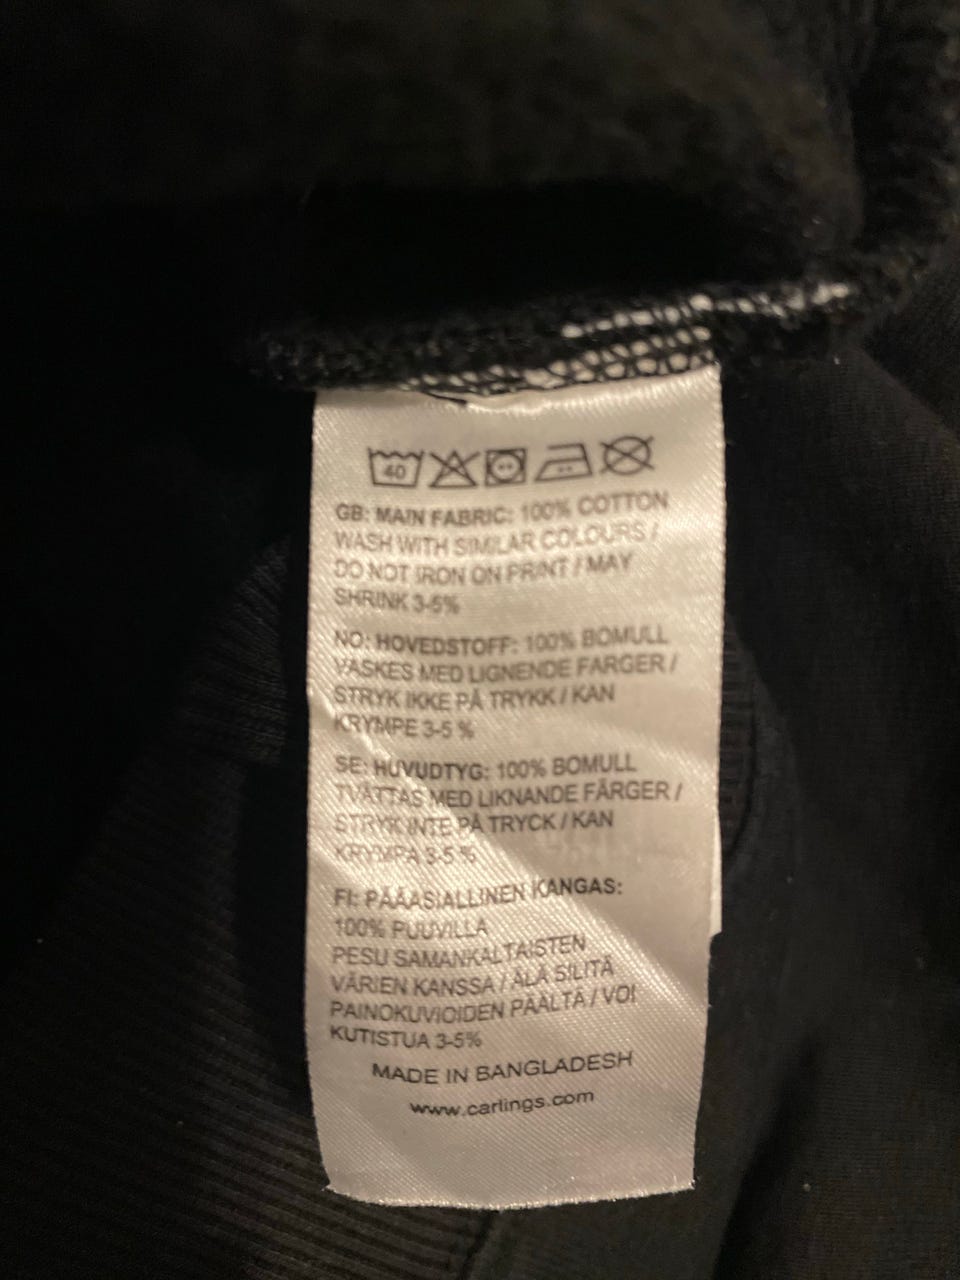 40
GB: MAIN FABRIC: 100% COTTON
WASH WITH SIMILAR COLOURS /
DO NOT IRON ON PRINT / MAY
SHRINK 3-5%
NO: HOVEDSTOFF: 100% BOMULL
VASKES MED LIGNENDE FARGER /
STRYK IKKE PÅ TRYKK / KAN
KRYMPE 3-5 %
SE: HUVUDTYG: 100% BOMULL
TVÄTTAS MED LIKNANDE FÄRGER /
STRYK INTE PÅ TRYCK / KAN
KRYMPA 3-5 %
FI: PÄÄASIALLINEN KANGAS:
100% PUUVILLA
PESU SAMANKALTAISTEN
VÄRIEN KANSSA / ÄLÄ SILITÄ
PAINOKUVIOIDEN PÄÄLTÄ / VOI
KUTISTUA 3-5%
MADE IN BANGLADESH
www.carlings.com